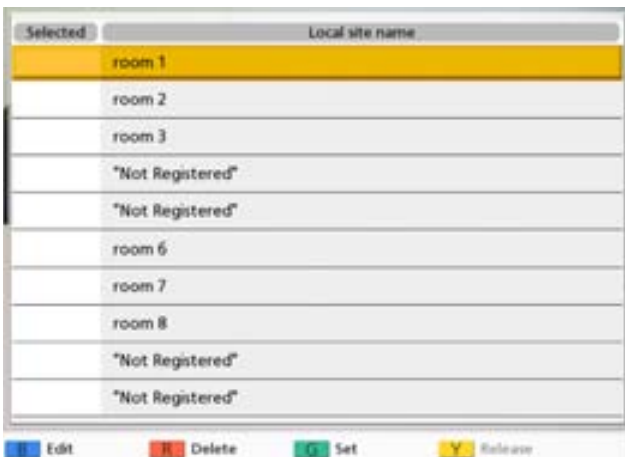 Selected Local site name
room 1
room 2
room 3
"Not Registered"
"Not Registered"
room 6
room 7
room 8
"Not Registered"
"Not Registered"
B Edit R Delete G Set Y Release